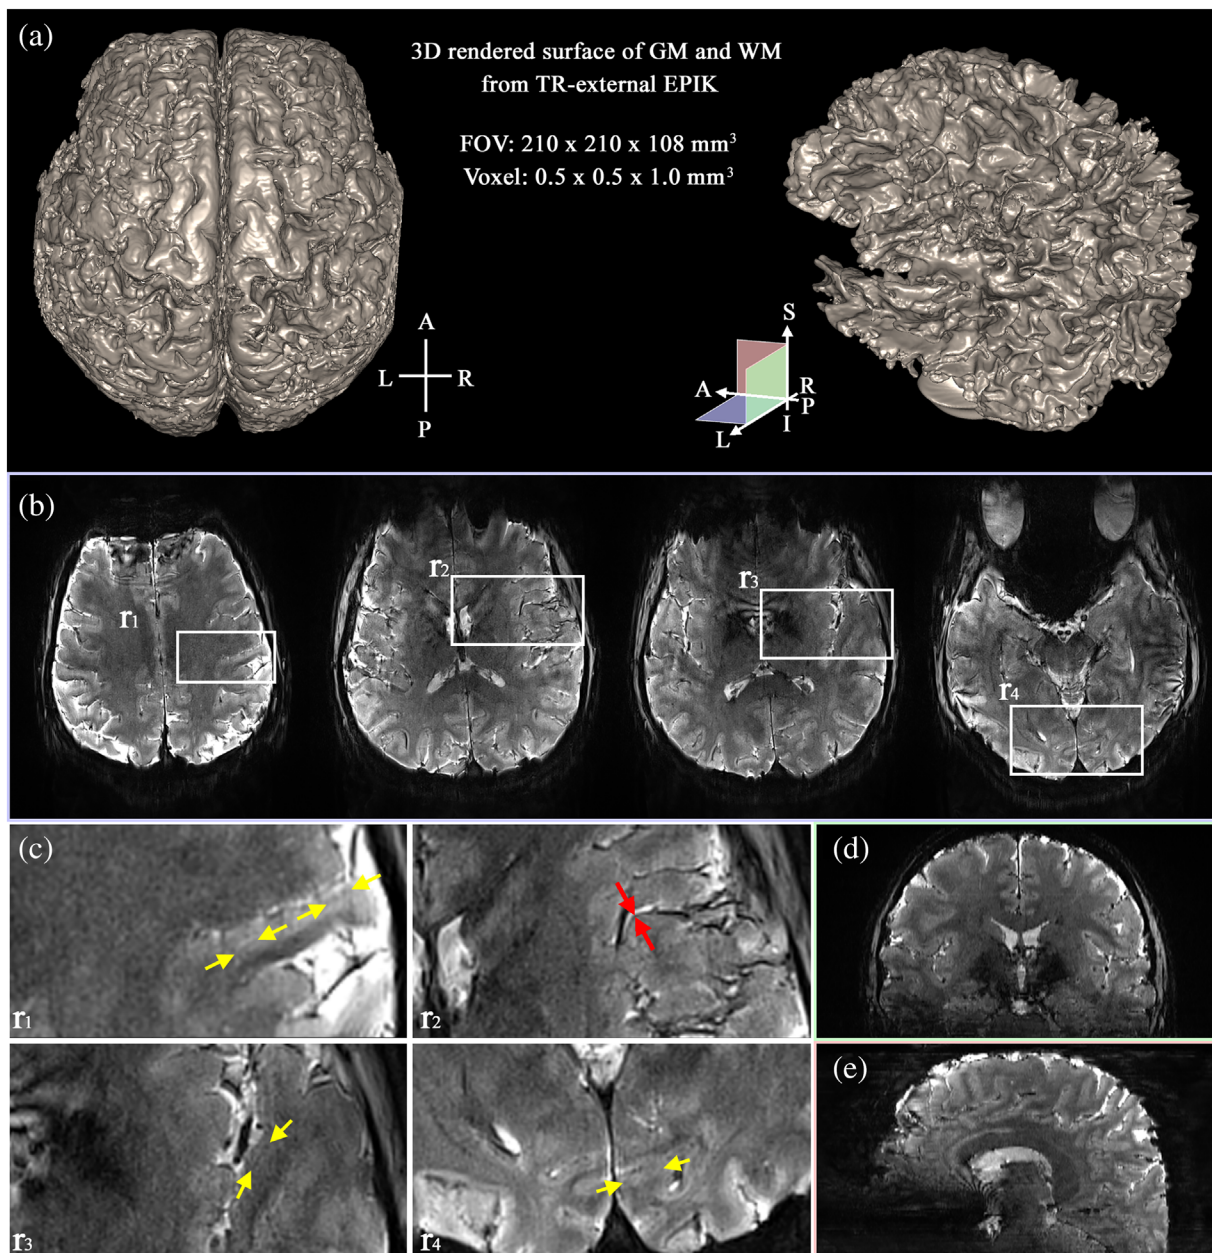 (a)
3D rendered surface of GM and WM
from TR-external EPIK
FOV: 210 x 210 x 108 mm³
Voxel: 0.5 x 0.5 x 1.0 mm³
A
L R
P
S
A R
P
L I
(b)
r₁
r₂
r₃
r₄
(c)
r₁
r₂
(d)
r₃
r₄
(e)